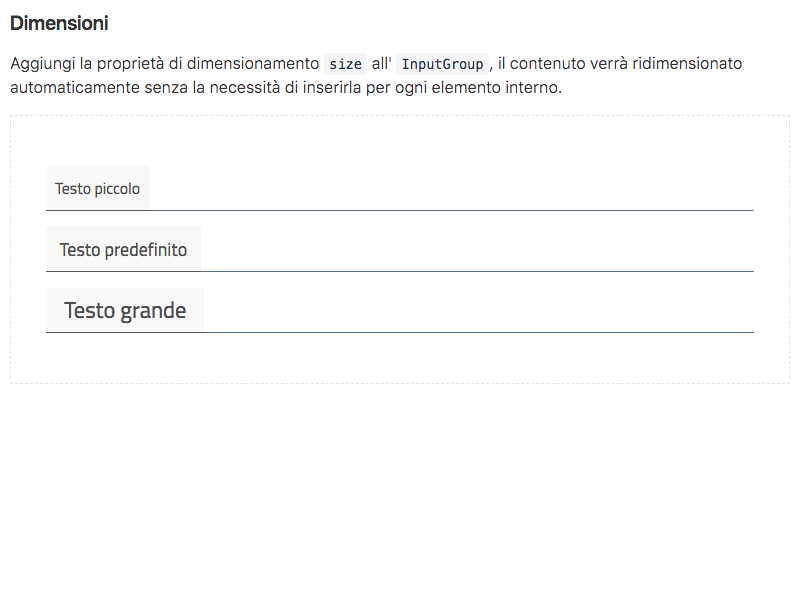 Dimensioni
Aggiungi la proprietà di dimensionamento size all' InputGroup, il contenuto verrà ridimensionato
automaticamente senza la necessità di inserirla per ogni elemento interno.
Testo piccolo
Testo predefinito
Testo grande